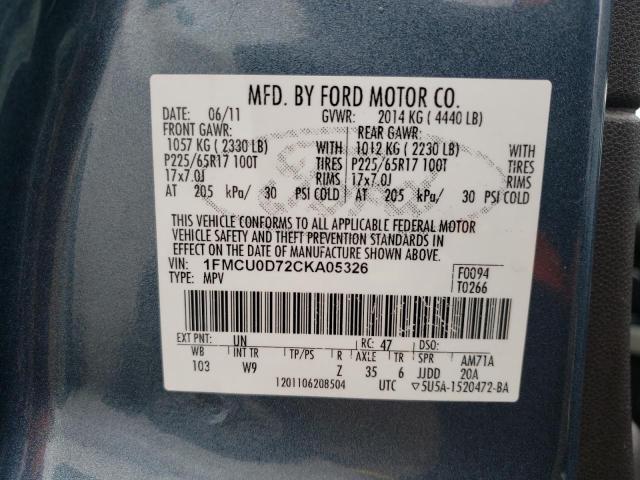 MFD. BY FORD MOTOR CO.
DATE: 06/11 GVWR: 2014 KG ( 4440 LB)
FRONT GAWR: REAR GAWR:
1057 KG ( 2330 LB) WITH 1012 KG ( 2230 LB) WITH
P225/65R17 100T TIRES P225/65R17 100T TIRES
17x7.0J RIMS 17x7.0J RIMS
AT 205 kPa/ 30 PSI COLD AT 205 kPa/ 30 PSI COLD
THIS VEHICLE CONFORMS TO ALL APPLICABLE FEDERAL MOTOR
VEHICLE SAFETY AND THEFT PREVENTION STANDARDS IN
EFFECT ON THE DATE OF MANUFACTURE SHOWN ABOVE.
VIN: 1FMCU0D72CKA05326 F0094
TYPE: MPV T0266
EXT PNT: UN RC: 47 DSO:
WB INT TR TP/PS R AXLE TR SPR AM71A
103 W9 Z 35 6 JJDD 20A
1201106208504 UTC ▽5U5A-1520472-BA